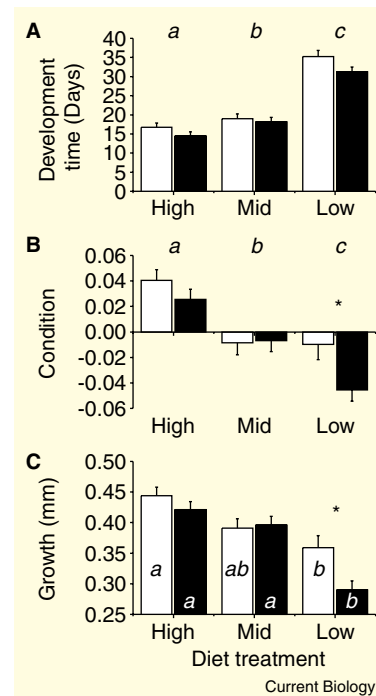 A
a b c
Development
time (Days)
40
35
30
25
20
15
10
5
0
High Mid Low
B
a b c
Condition
0.06
0.04
0.02
0.00
-0.02
-0.04
-0.06
*
High Mid Low
C
Growth (mm)
0.50
0.45
0.40
0.35
0.30
0.25
*
a a ab a b b
High Mid Low
Diet treatment
Current Biology